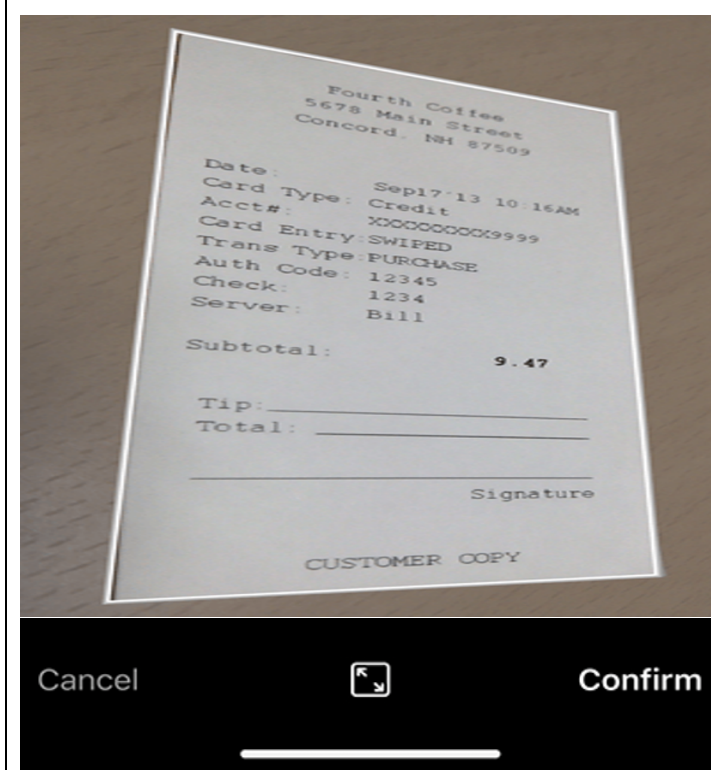 Fourth Coffee
5678 Main Street
Concord, NH 87509
Date: Sep17'13 10:16AM
Card Type: Credit
Acct#: XXXXXXXXXX9999
Card Entry:SWIPED
Trans Type:PURCHASE
Auth Code: 12345
Check: 1234
Server: Bill
Subtotal: 9.47
Tip:
Total:
Signature
CUSTOMER COPY
Cancel
Confirm